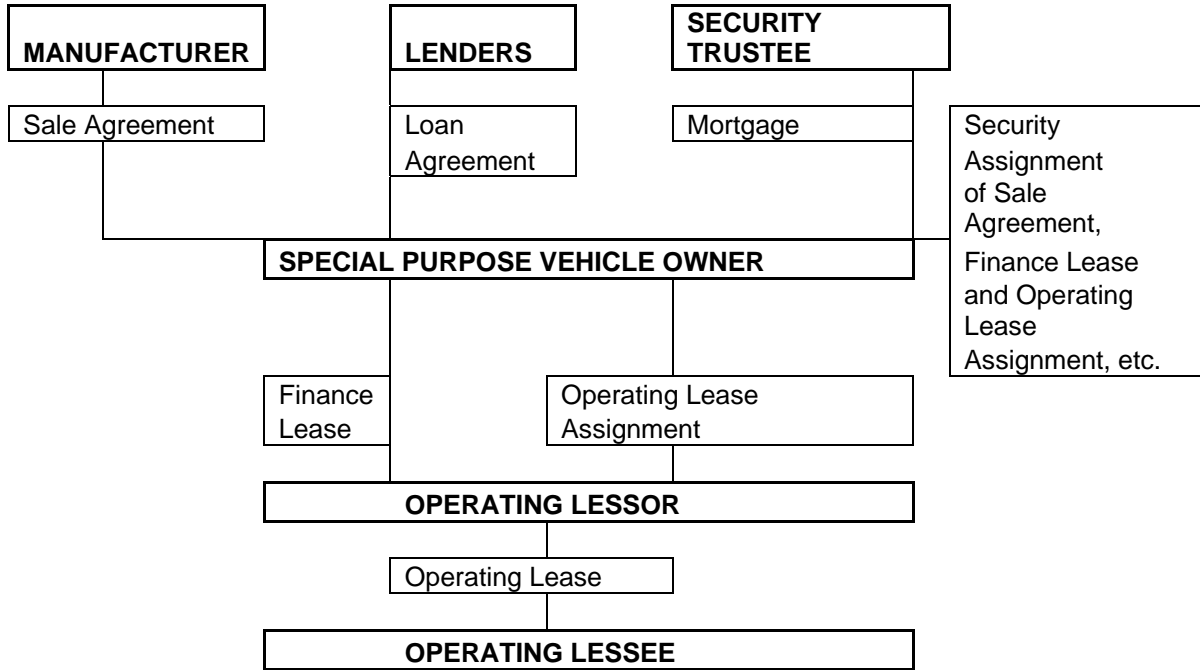 MANUFACTURER
LENDERS
SECURITY
TRUSTEE
Sale Agreement
Loan
Agreement
Mortgage
Security
Assignment
of Sale
Agreement,
Finance Lease
and Operating
Lease
Assignment, etc.
SPECIAL PURPOSE VEHICLE OWNER
Finance
Lease
Operating Lease
Assignment
OPERATING LESSOR
Operating Lease
OPERATING LESSEE